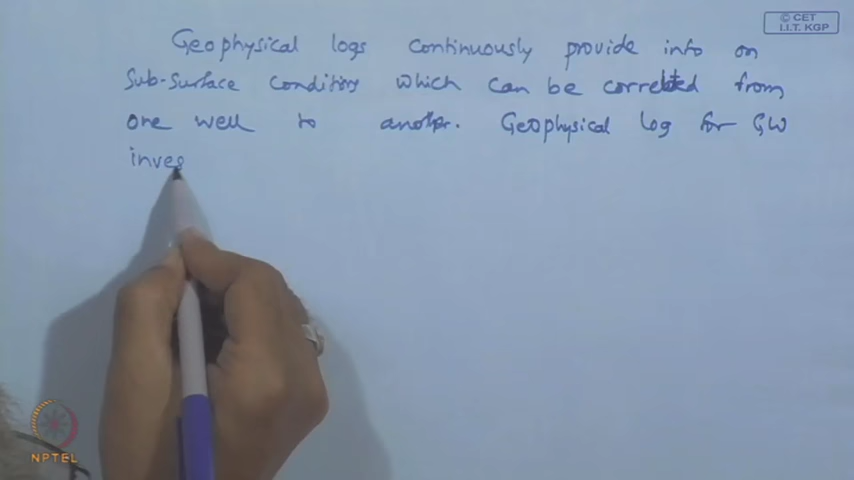 © CET
I.I.T. KGP
Geophysical logs continuously provide info on
Sub-Surface Conditions which can be correlated from
one well to another. Geophysical log for GW
inves
NPTEL